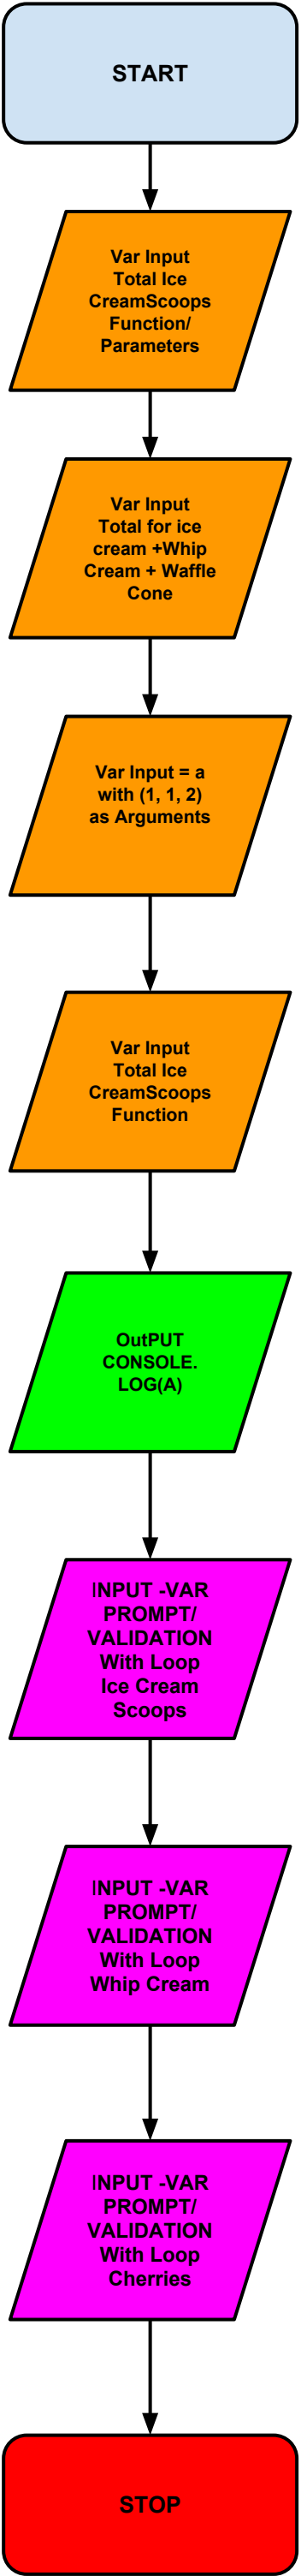 START
Var Input
Total Ice
CreamScoops
Function/
Parameters
Var Input
Total for ice
cream +Whip
Cream + Waffle
Cone
Var Input = a
with (1, 1, 2)
as Arguments
Var Input
Total Ice
CreamScoops
Function
OutPUT
CONSOLE.
LOG(A)
INPUT -VAR
PROMPT/
VALIDATION
With Loop
Ice Cream
Scoops
INPUT -VAR
PROMPT/
VALIDATION
With Loop
Whip Cream
INPUT -VAR
PROMPT/
VALIDATION
With Loop
Cherries
STOP